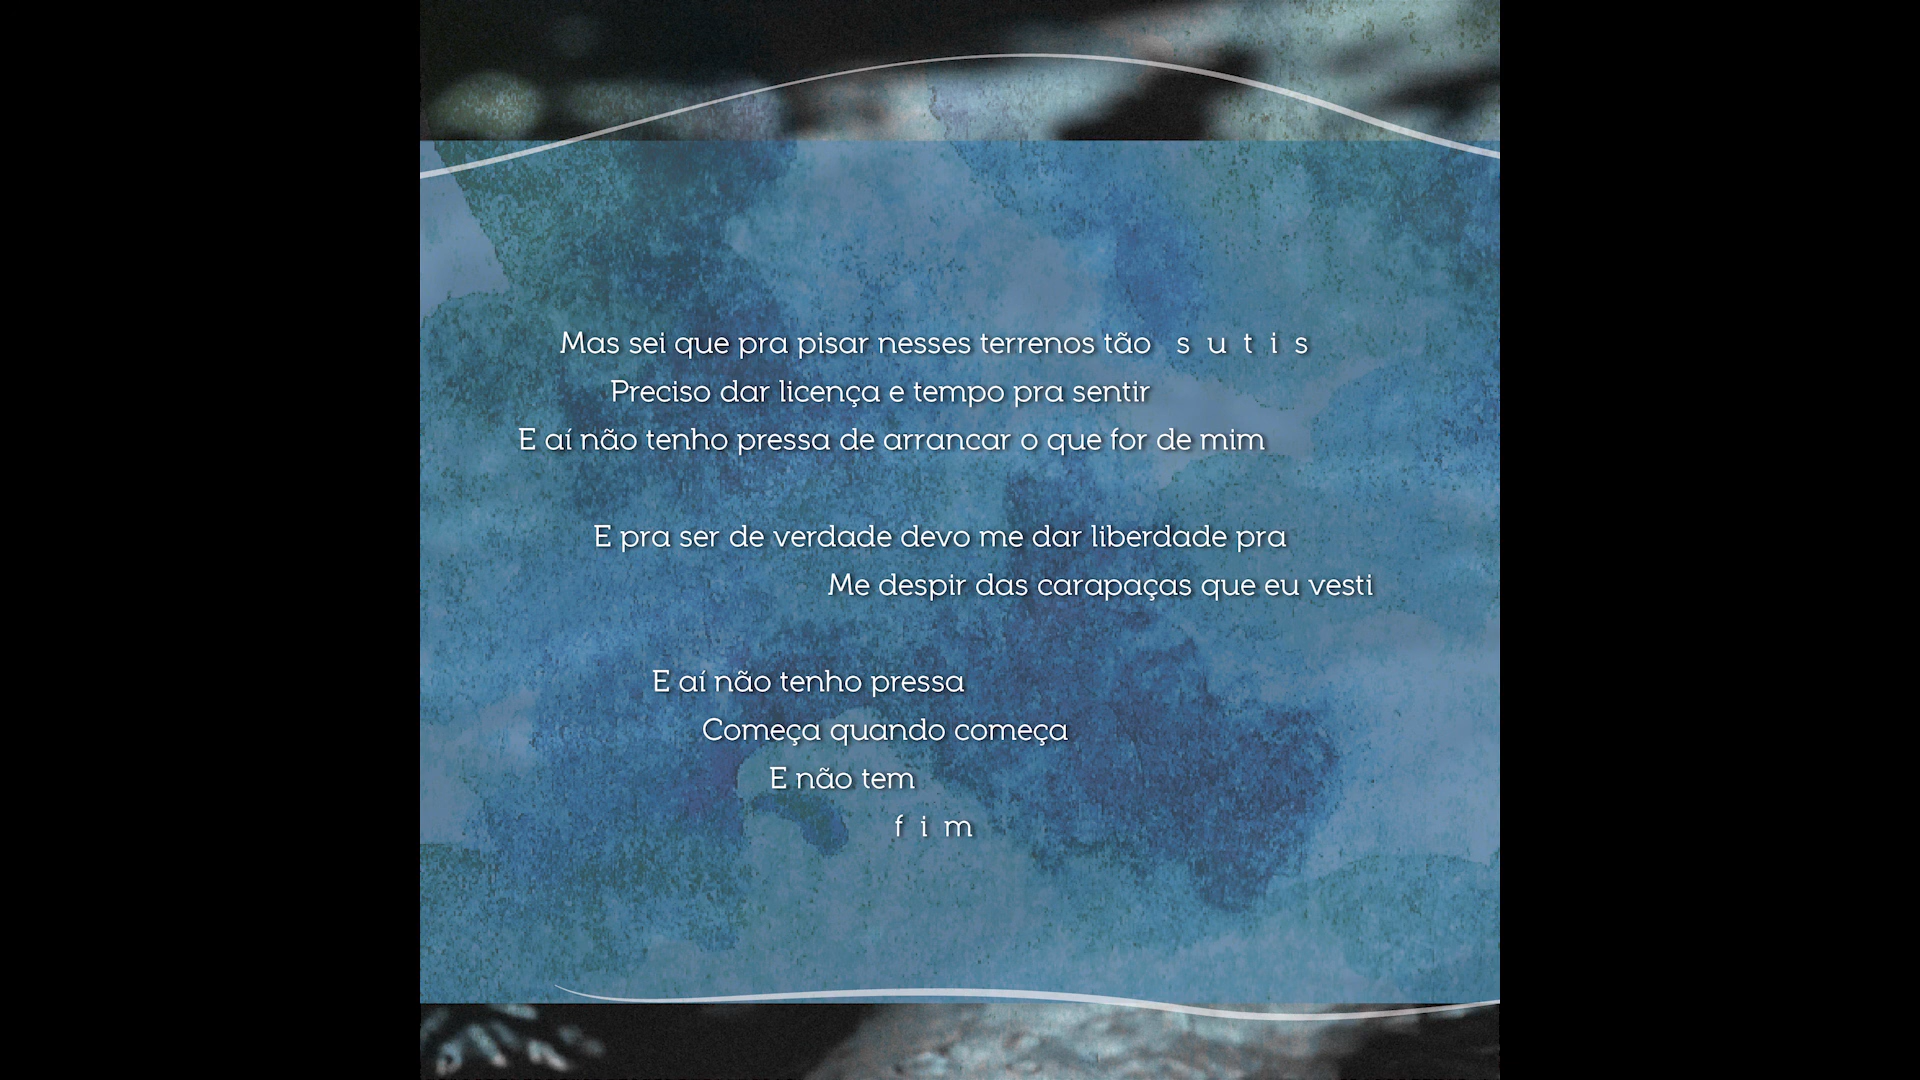 Mas sei que pra pisar nesses terrenos tão s u t i s
Preciso dar licença e tempo pra sentir
E aí não tenho pressa de arrancar o que for de mim
E pra ser de verdade devo me dar liberdade pra
Me despir das carapaças que eu vesti
E aí não tenho pressa
Começa quando começa
E não tem
f i m